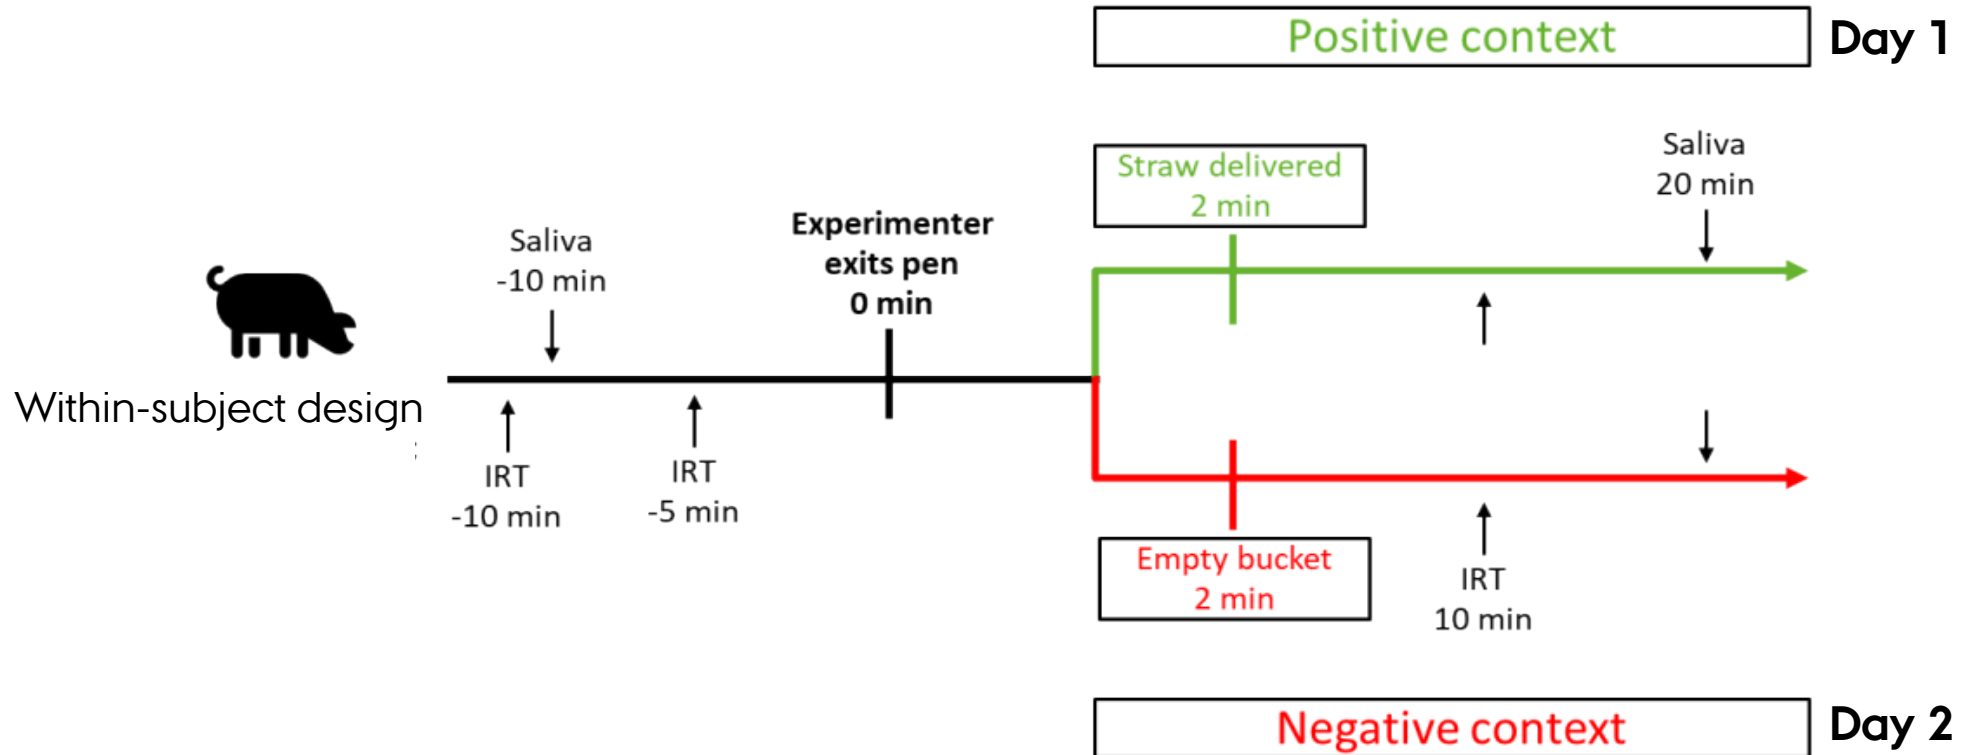 Positive context
Day 1
Straw delivered
2 min
Saliva
20 min
Experimenter
exits pen
0 min
Saliva
-10 min
Within-subject design
IRT
-10 min
IRT
-5 min
Empty bucket
2 min
IRT
10 min
Negative context
Day 2